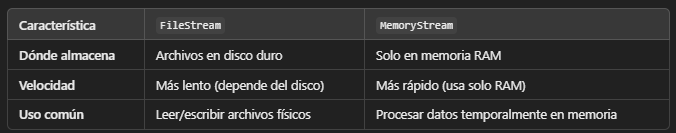 Característica FileStream MemoryStream
Dónde almacena Archivos en disco duro Solo en memoria RAM
Velocidad Más lento (depende del disco) Más rápido (usa solo RAM)
Uso común Leer/escribir archivos físicos Procesar datos temporalmente en memoria